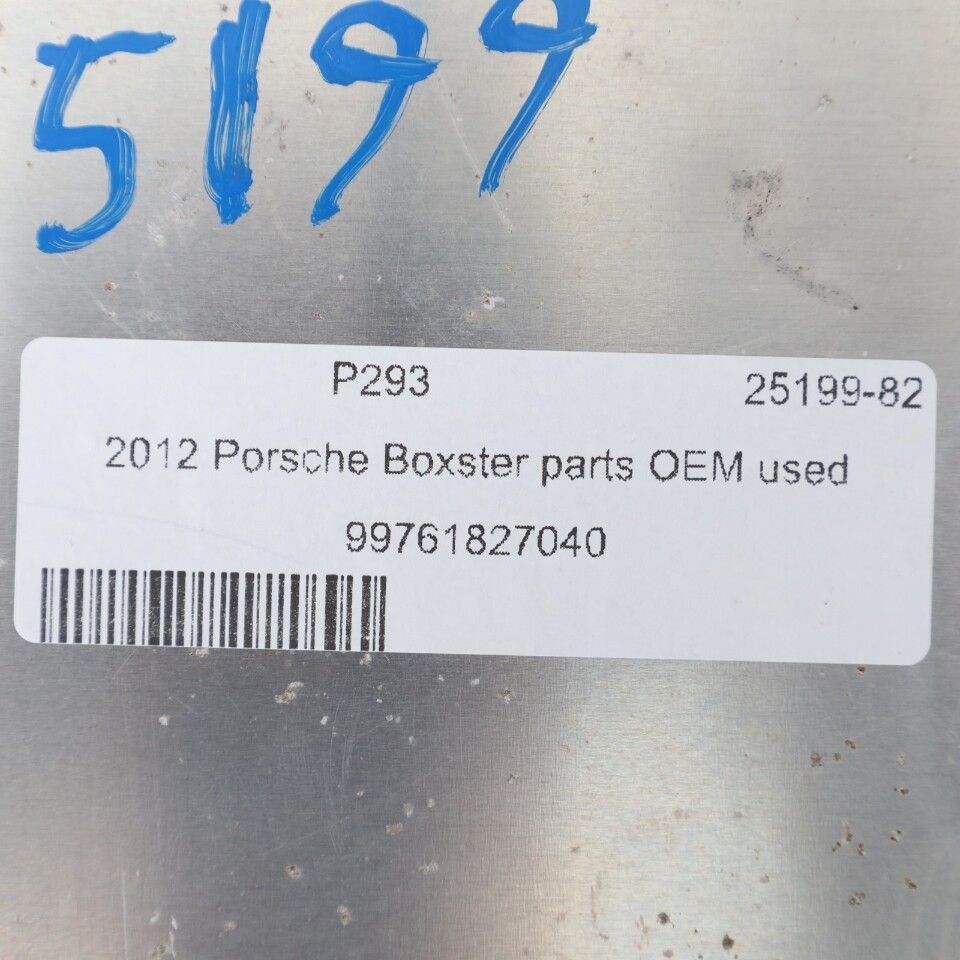 5199
P293 25199-82
2012 Porsche Boxster parts OEM used
99761827040